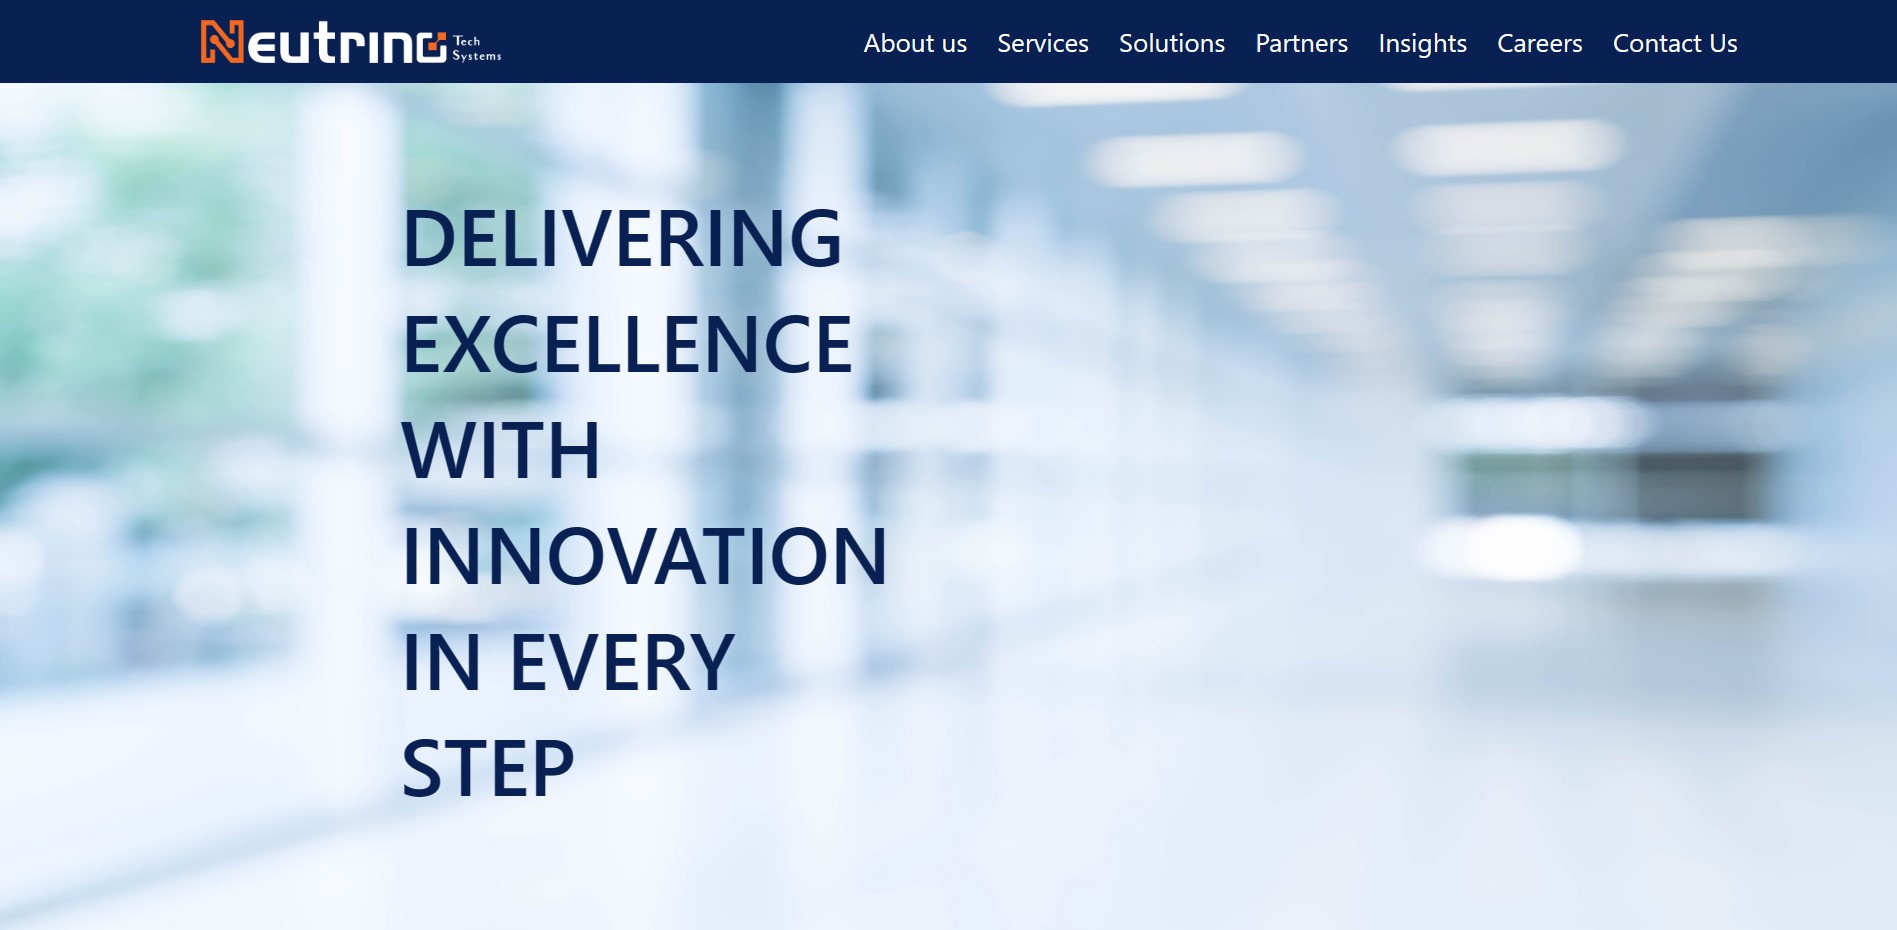 Neutrino Tech Systems
About us Services Solutions Partners Insights Careers Contact Us
DELIVERING
EXCELLENCE
WITH
INNOVATION
IN EVERY
STEP